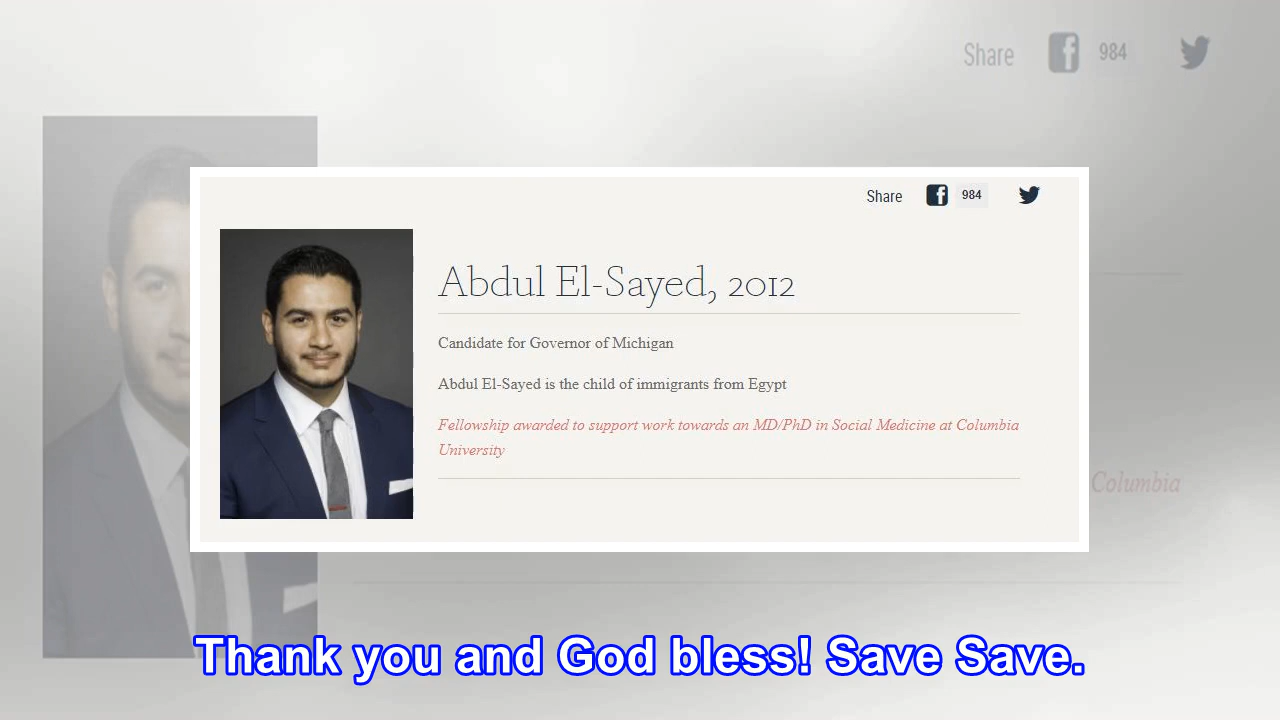 Share 984
Share 984
Abdul El-Sayed, 2012
Candidate for Governor of Michigan
Abdul El-Sayed is the child of immigrants from Egypt
Fellowship awarded to support work towards an MD/PhD in Social Medicine at Columbia
University
Columbia
Thank you and God bless! Save Save.